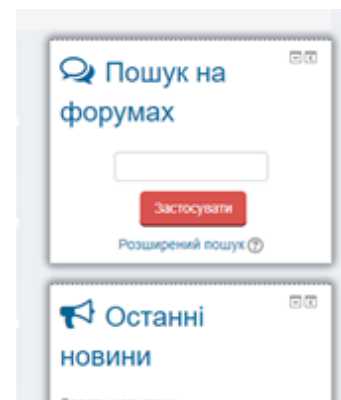 Пошук на
форумах
Застосувати
Розширений пошук
Останні
новини